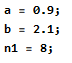 a = 0.9;
b = 2.1;
n1 = 8;